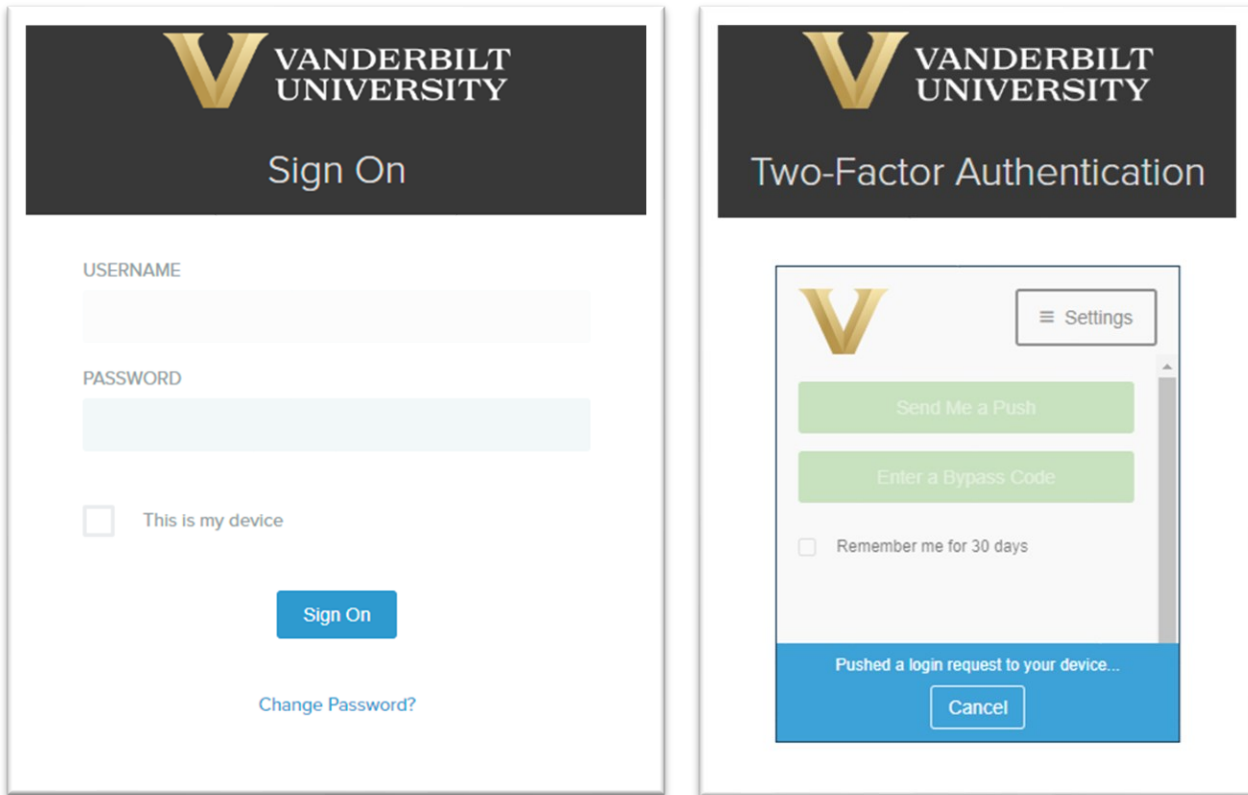 VANDERBILT
UNIVERSITY
Sign On
USERNAME
PASSWORD
This is my device
Sign On
Change Password?
VANDERBILT
UNIVERSITY
Two-Factor Authentication
V
≡ Settings
Send Me a Push
Enter a Bypass Code
Remember me for 30 days
Pushed a login request to your device...
Cancel